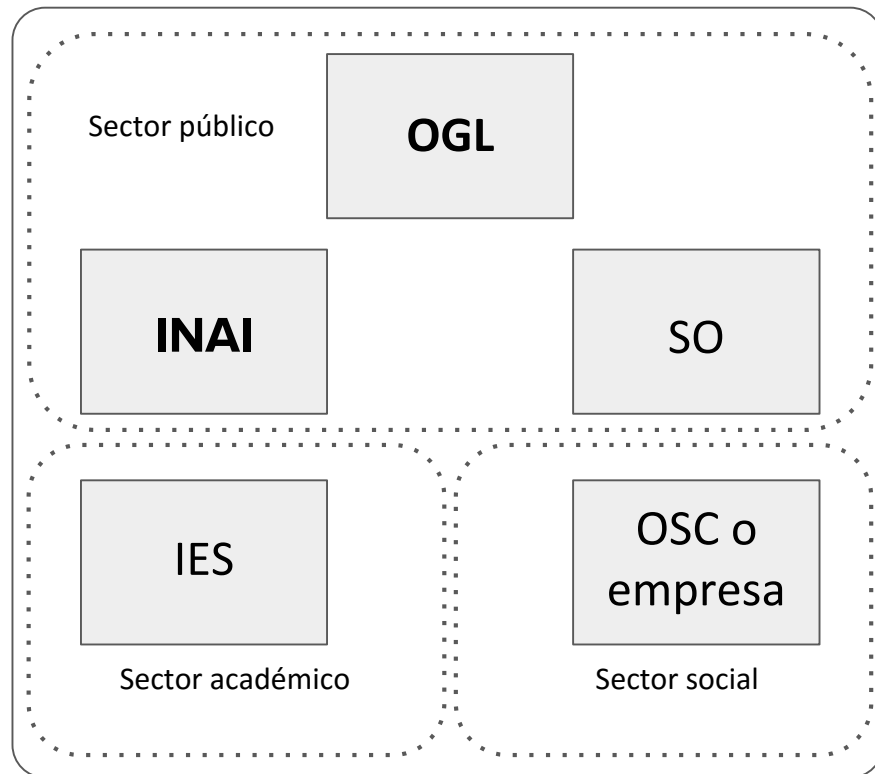 Sector público
OGL
INAI
SO
IES
OSC o
empresa
Sector académico
Sector social